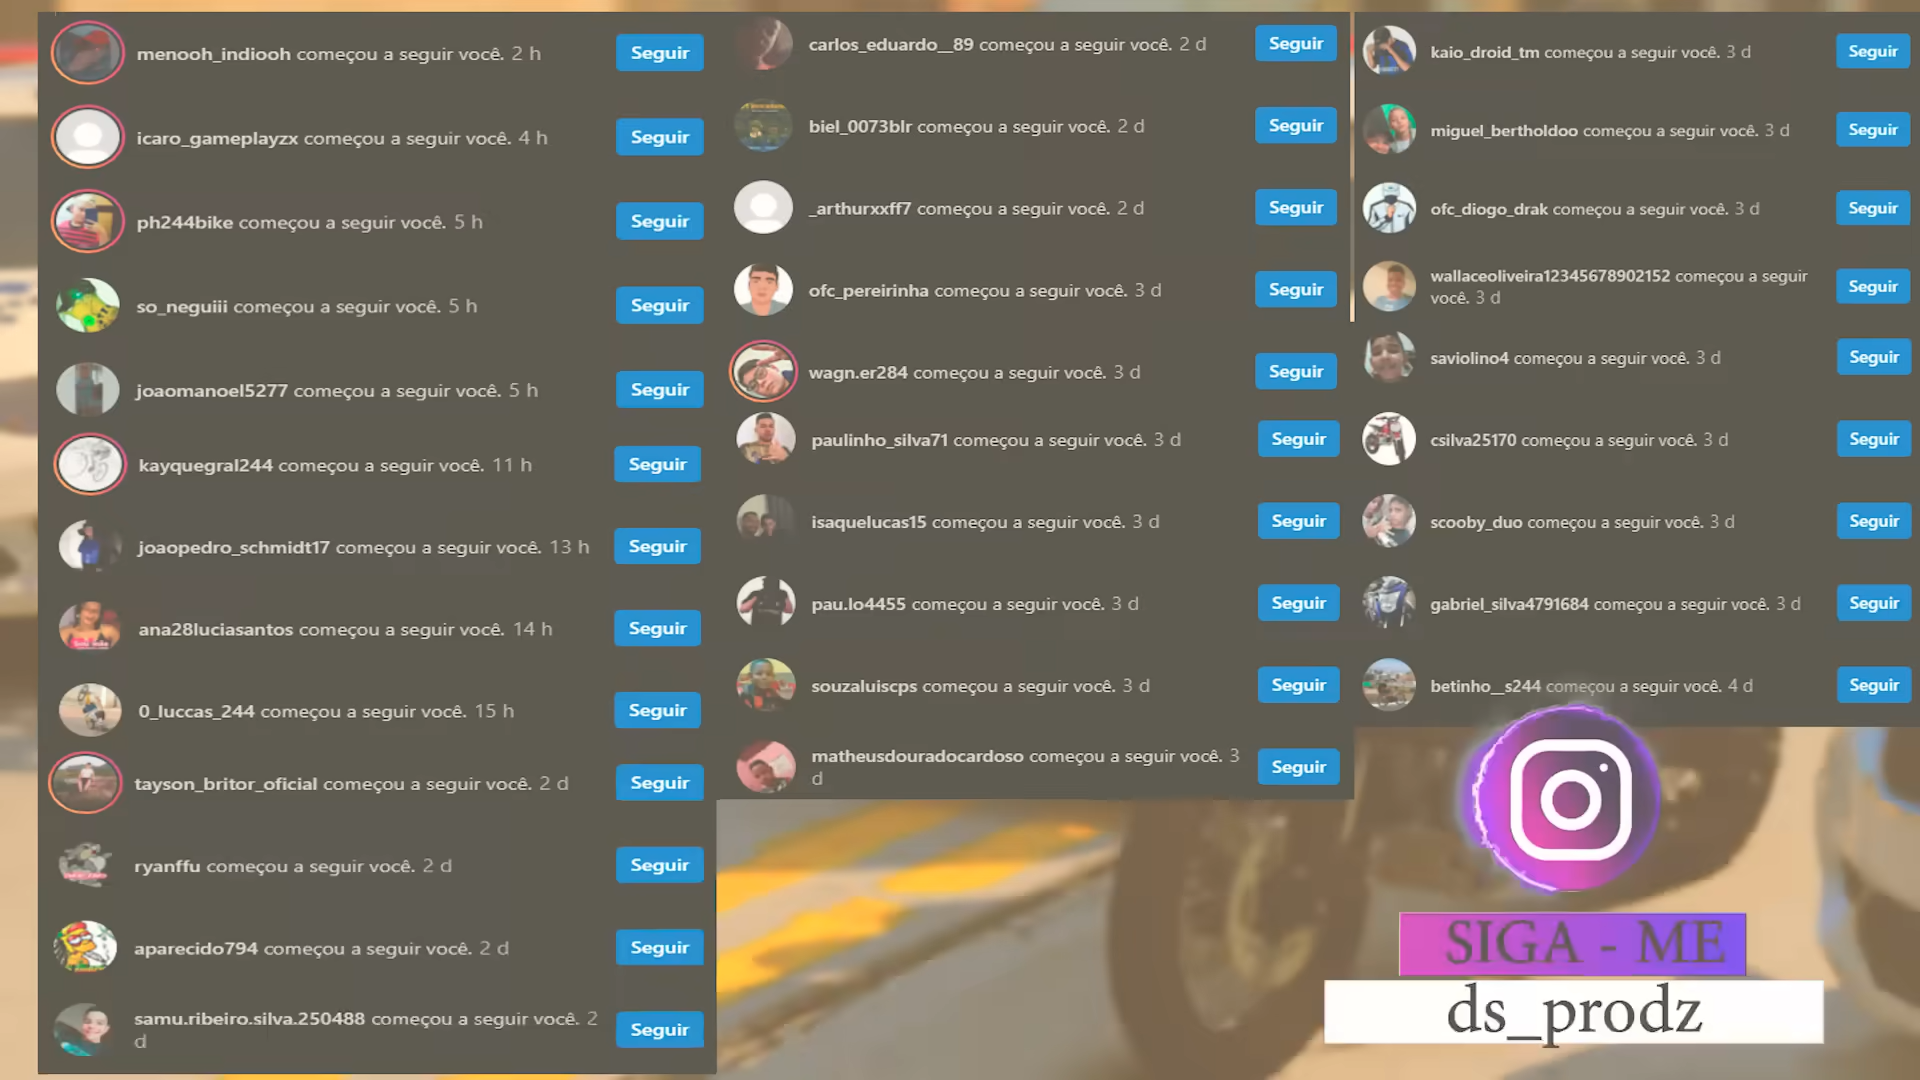 menooh_indiooh começou a seguir você. 2 h
Seguir
icaro_gameplayzx começou a seguir você. 4 h
Seguir
ph244bike começou a seguir você. 5 h
Seguir
so_neguiii começou a seguir você. 5 h
Seguir
joaomanoel5277 começou a seguir você. 5 h
Seguir
kayquegral244 começou a seguir você. 11 h
Seguir
joaopedro_schmidt17 começou a seguir você. 13 h
Seguir
ana28luciasantos começou a seguir você. 14 h
Seguir
0_luccas_244 começou a seguir você. 15 h
Seguir
tayson_britor_oficial começou a seguir você. 2 d
Seguir
ryanffu começou a seguir você. 2 d
Seguir
aparecido794 começou a seguir você. 2 d
Seguir
samu.ribeiro.silva.250488 começou a seguir você. 2
d
Seguir
carlos_eduardo__89 começou a seguir você. 2 d
Seguir
biel_0073blr começou a seguir você. 2 d
Seguir
_arthurxxff7 começou a seguir você. 2 d
Seguir
ofc_pereirinha começou a seguir você. 3 d
Seguir
wagn.er284 começou a seguir você. 3 d
Seguir
paulinho_silva71 começou a seguir você. 3 d
Seguir
isaquelucas15 começou a seguir você. 3 d
Seguir
pau.lo4455 começou a seguir você. 3 d
Seguir
souzaluiscps começou a seguir você. 3 d
Seguir
matheusdouradocardoso começou a seguir você. 3
d
Seguir
kaio_droid_tm começou a seguir você. 3 d
Seguir
miguel_bertholdoo começou a seguir você. 3 d
Seguir
ofc_diogo_drak começou a seguir você. 3 d
Seguir
wallaceoliveira12345678902152 começou a seguir
você. 3 d
Seguir
saviolino4 começou a seguir você. 3 d
Seguir
csilva25170 começou a seguir você. 3 d
Seguir
scooby_duo começou a seguir você. 3 d
Seguir
gabriel_silva4791684 começou a seguir você. 3 d
Seguir
betinho__s244 começou a seguir você. 4 d
Seguir
SIGA - ME
ds_prodz